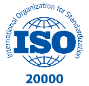 International Organization for Standardization
ISO
20000